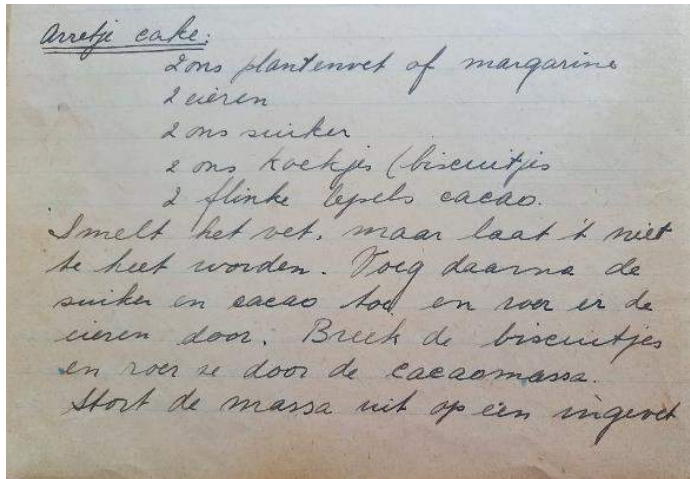 Arretje cake:
2 ons plantenvet of margarine
2 eieren
2 ons suiker
2 ons koekjes (biscuitjes
2 flinke lepels cacao.
Smelt het vet, maar laat 't niet
te heet worden. Voeg daarna de
suiker en cacao toe en roer er de
eieren door. Breek de biscuitjes
en roer ze door de cacaomassa.
Stort de massa uit op een ingevet